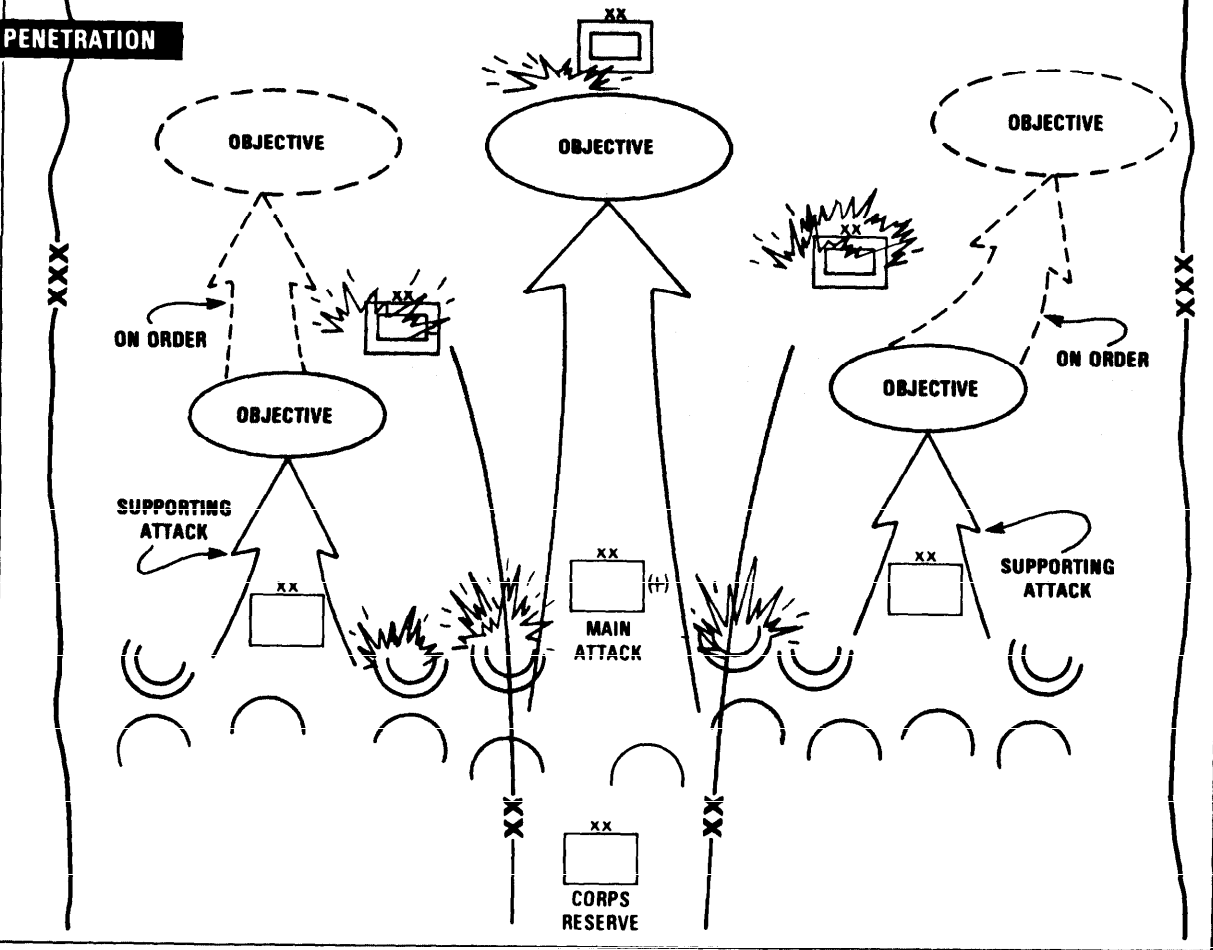 PENETRATION
XX
OBJECTIVE
OBJECTIVE
OBJECTIVE
XX
XXX
XXX
XX
ON ORDER
ON ORDER
OBJECTIVE
OBJECTIVE
SUPPORTING
ATTACK
XX
(+)
MAIN
ATTACK
XX
SUPPORTING
ATTACK
XX
XX
XX
XX
CORPS
RESERVE